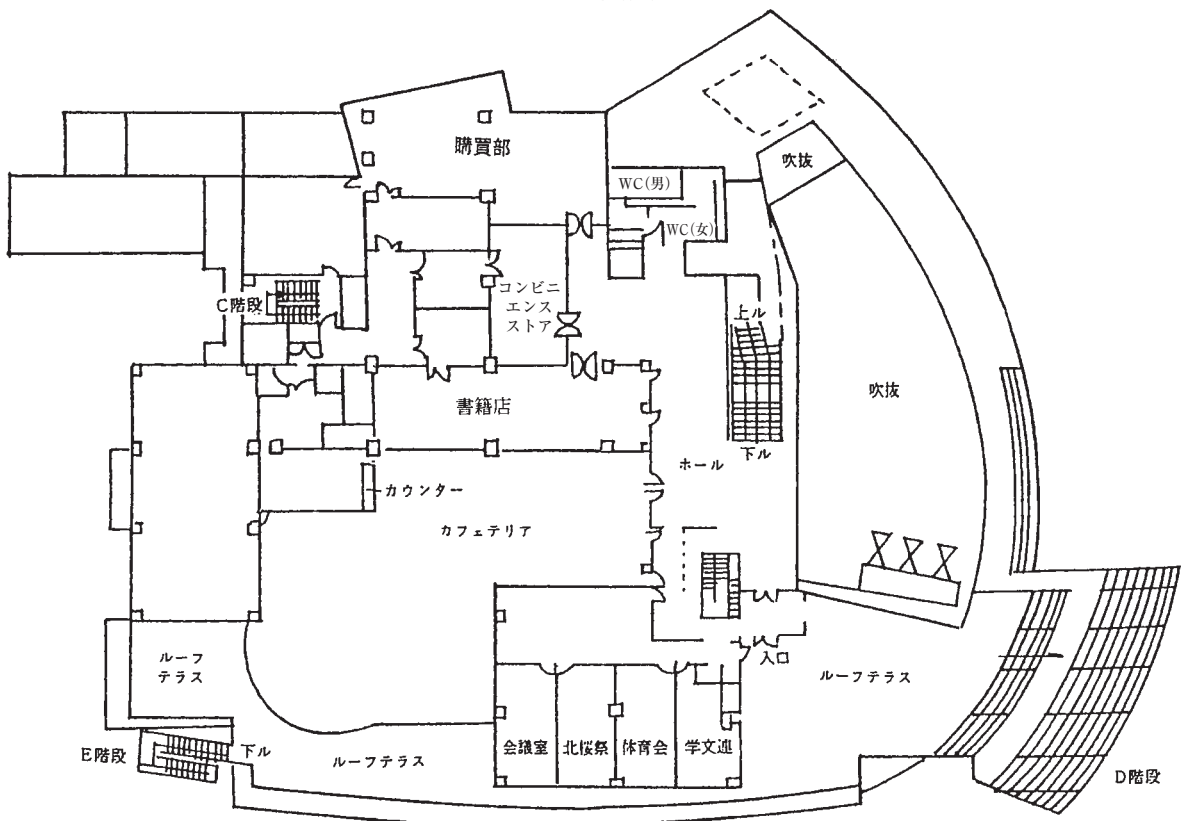 購買部
吹抜
WC(男)
WC(女)
コンビニ
エンス
ストア
C階段
上ル
吹抜
書籍店
下ル
ホール
カウンター
カフェテリア
ルーフ
テラス
入口
ルーフテラス
会議室
北桜祭
体育会
学文連
E階段
下ル
ルーフテラス
D階段